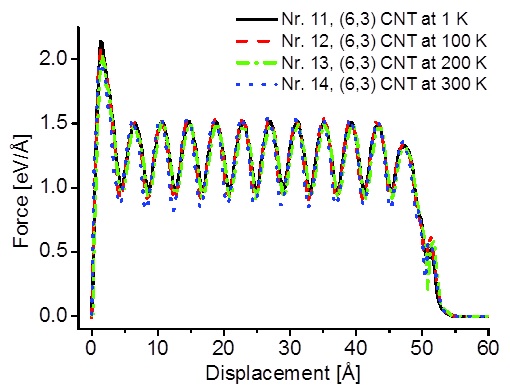 Nr. 11, (6,3) CNT at 1 K
Nr. 12, (6,3) CNT at 100 K
Nr. 13, (6,3) CNT at 200 K
Nr. 14, (6,3) CNT at 300 K
2.0
1.5
1.0
0.5
0.0
Force [eV/Å]
0 10 20 30 40 50 60
Displacement [Å]